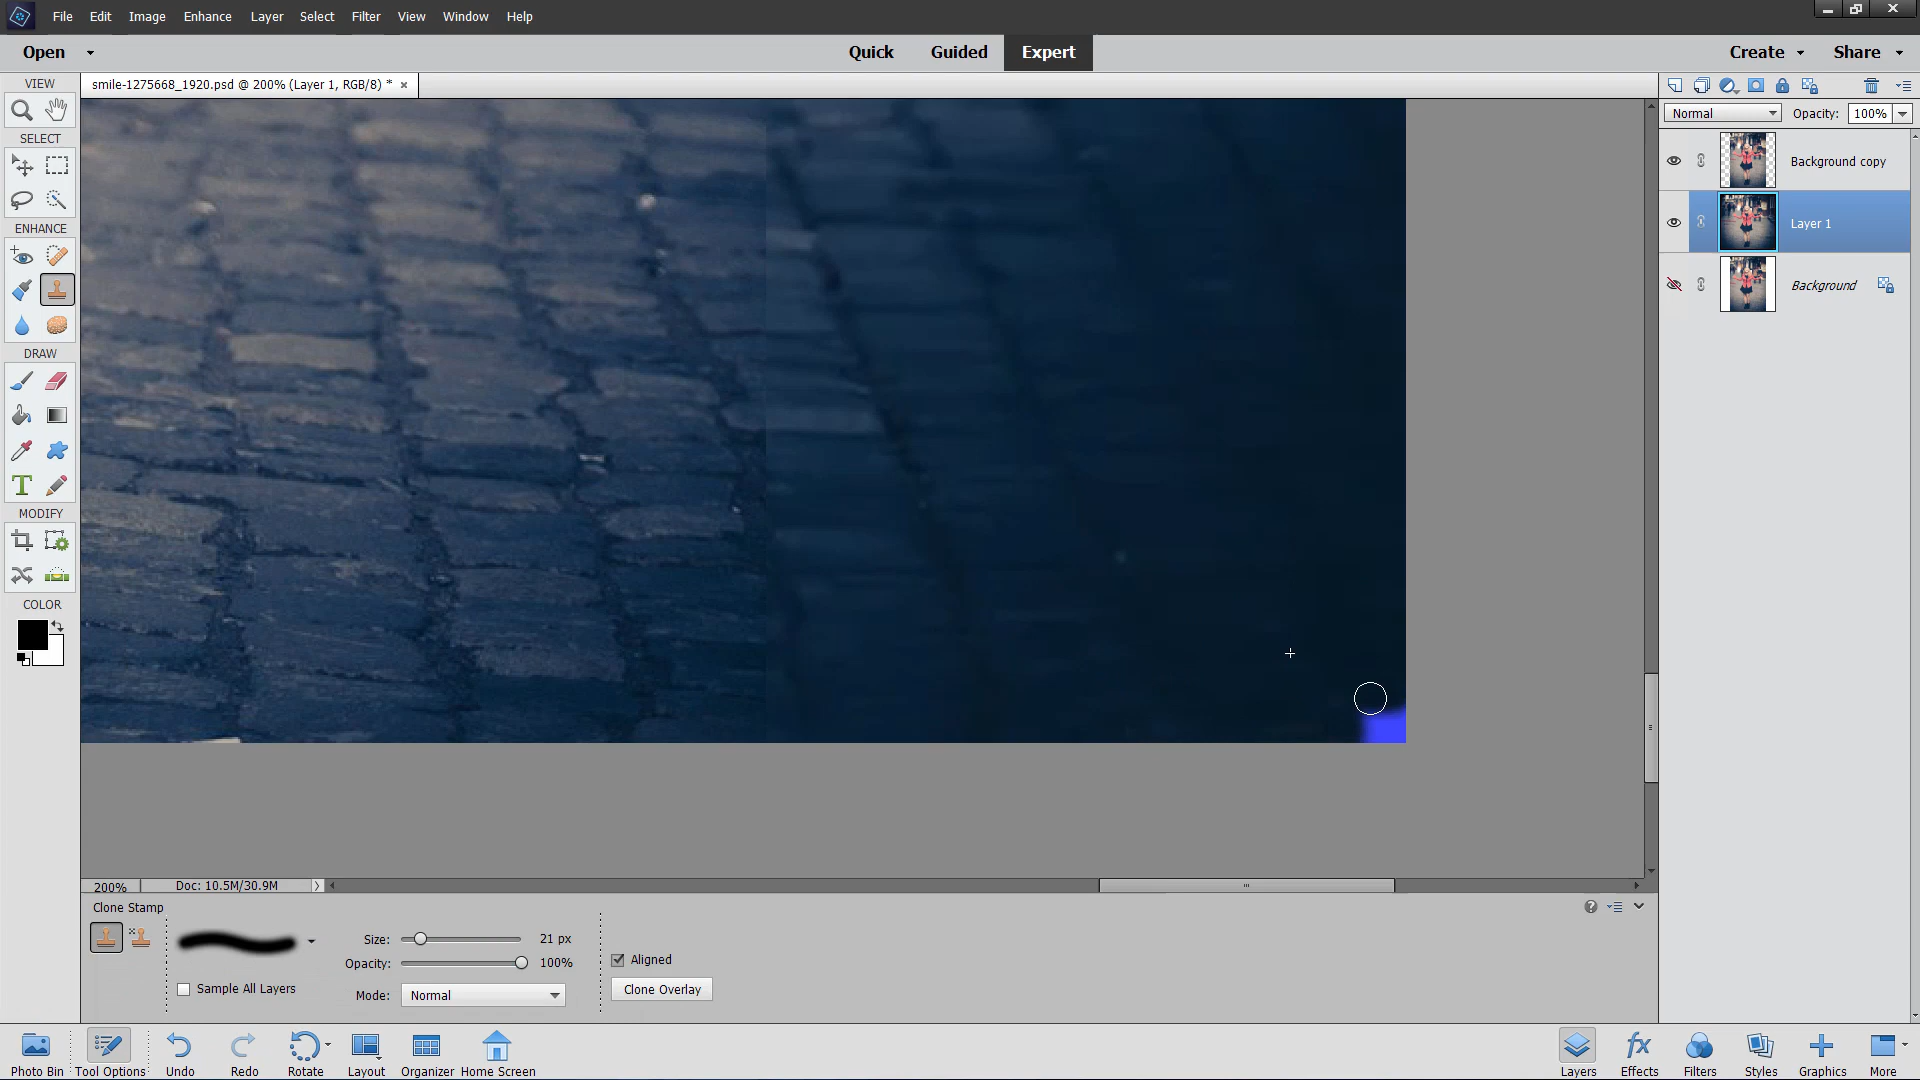 File Edit Image Enhance Layer Select Filter View Window Help
Open Quick Guided Expert Create Share
VIEW
smile-1275668_1920.psd @ 200% (Layer 1, RGB/8) * ×
Normal Opacity: 100%
SELECT
Background copy
ENHANCE
Layer 1
Background
DRAW
T
MODIFY
COLOR
200% Doc: 10.5M/30.9M
Clone Stamp
Size: 21 px
Opacity: 100%
Aligned
Sample All Layers
Mode: Normal
Clone Overlay
fx
Photo Bin Tool Options Undo Redo Rotate Layout Organizer Home Screen Layers Effects Filters Styles Graphics More